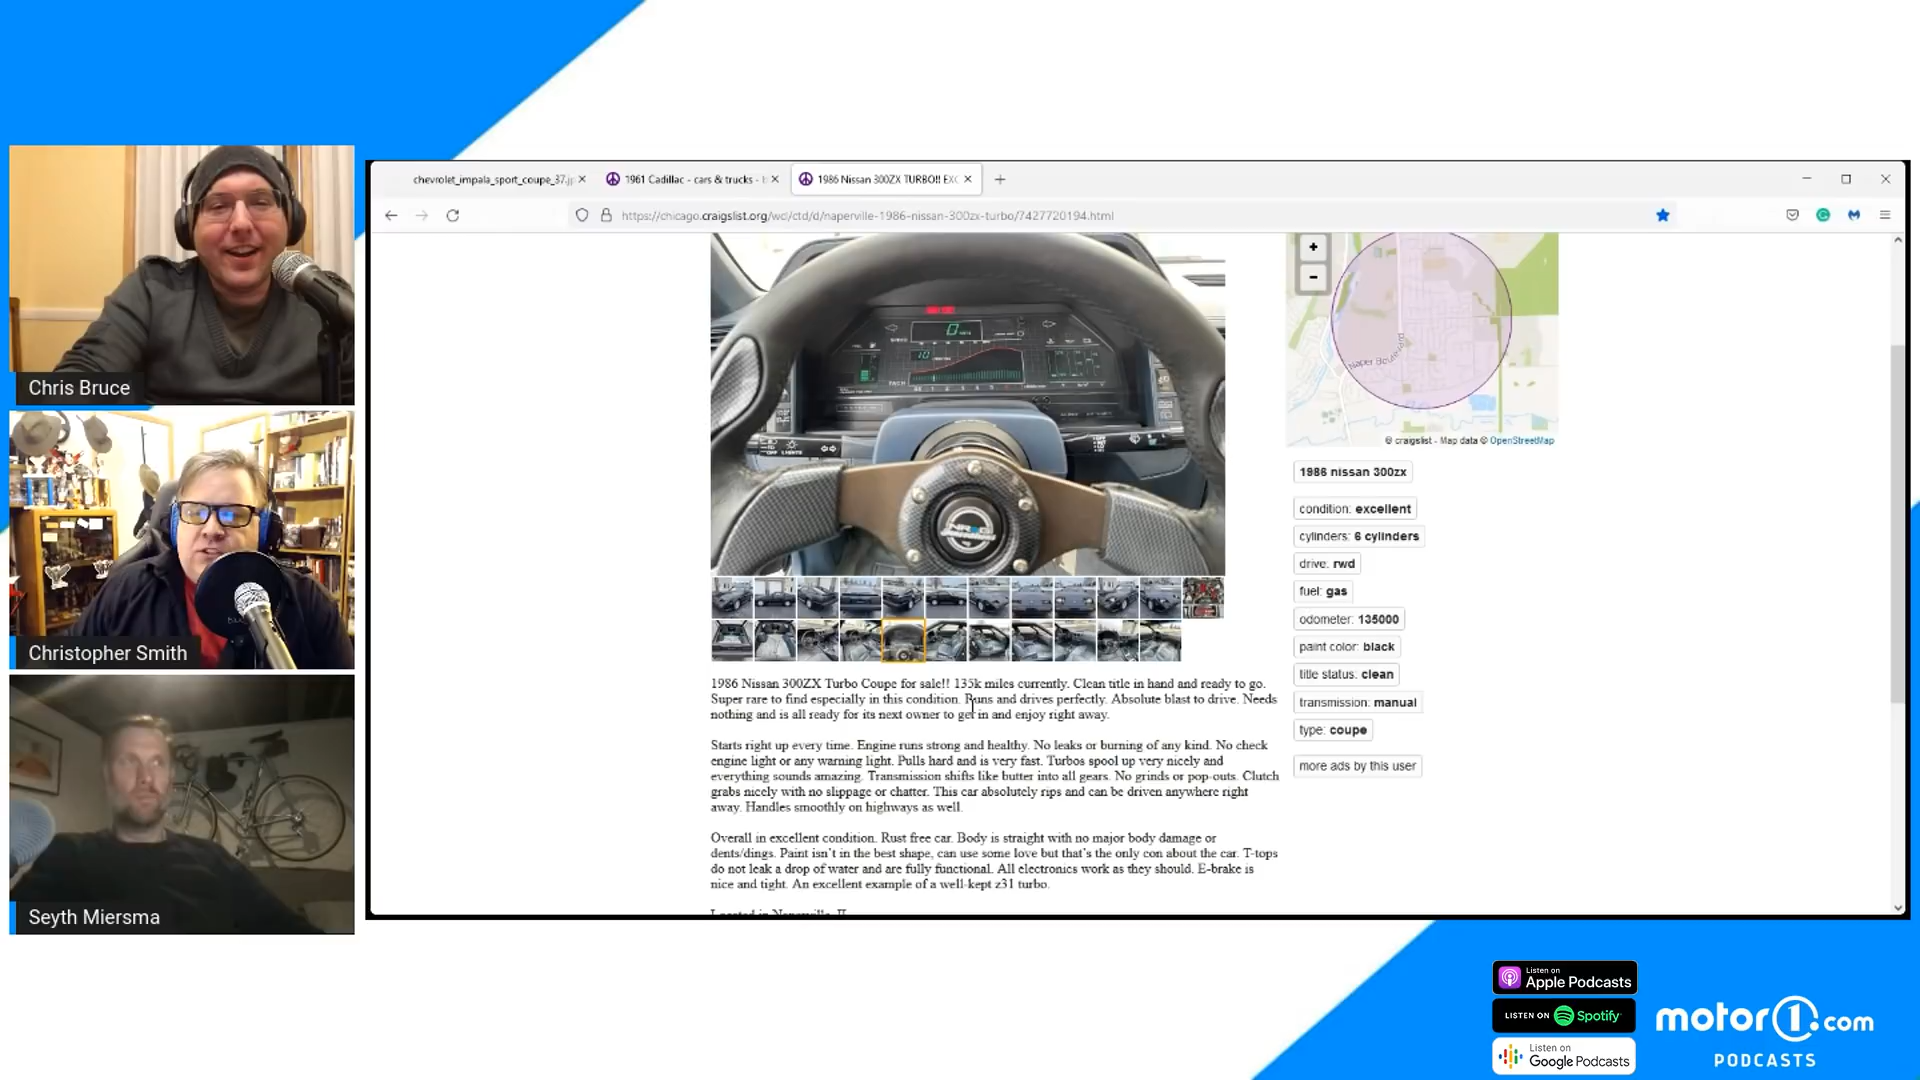 chevrolet_impala_sport_coupe_37.jp
1961 Cadillac - cars & trucks - b
1986 Nissan 300ZX TURBO!! EXC
https://chicago.craigslist.org/wd/ctd/d/naperville-1986-nissan-300zx-turbo/7427720194.html
Chris Bruce
Christopher Smith
Seyth Miersma
0
10
OFF LIGHTS
NRG
+
-
Naper Boulevard
© craigslist - Map data © OpenStreetMap
1986 nissan 300zx
condition: excellent
cylinders: 6 cylinders
drive: rwd
fuel: gas
odometer: 135000
paint color: black
title status: clean
transmission: manual
type: coupe
more ads by this user
1986 Nissan 300ZX Turbo Coupe for sale!! 135k miles currently. Clean title in hand and ready to go.
Super rare to find especially in this condition. Runs and drives perfectly. Absolute blast to drive. Needs
nothing and is all ready for its next owner to get in and enjoy right away.
Starts right up every time. Engine runs strong and healthy. No leaks or burning of any kind. No check
engine light or any warning light. Pulls hard and is very fast. Turbos spool up very nicely and
everything sounds amazing. Transmission shifts like butter into all gears. No grinds or pop-outs. Clutch
grabs nicely with no slippage or chatter. This car absolutely rips and can be driven anywhere right
away. Handles smoothly on highways as well.
Overall in excellent condition. Rust free car. Body is straight with no major body damage or
dents/dings. Paint isn't in the best shape, can use some love but that's the only con about the car. T-tops
do not leak a drop of water and are fully functional. All electronics work as they should. E-brake is
nice and tight. An excellent example of a well-kept z31 turbo.
Located in Naperville, IL
Listen on
Apple Podcasts
LISTEN ON Spotify
Listen on
Google Podcasts
motor1.com
PODCASTS